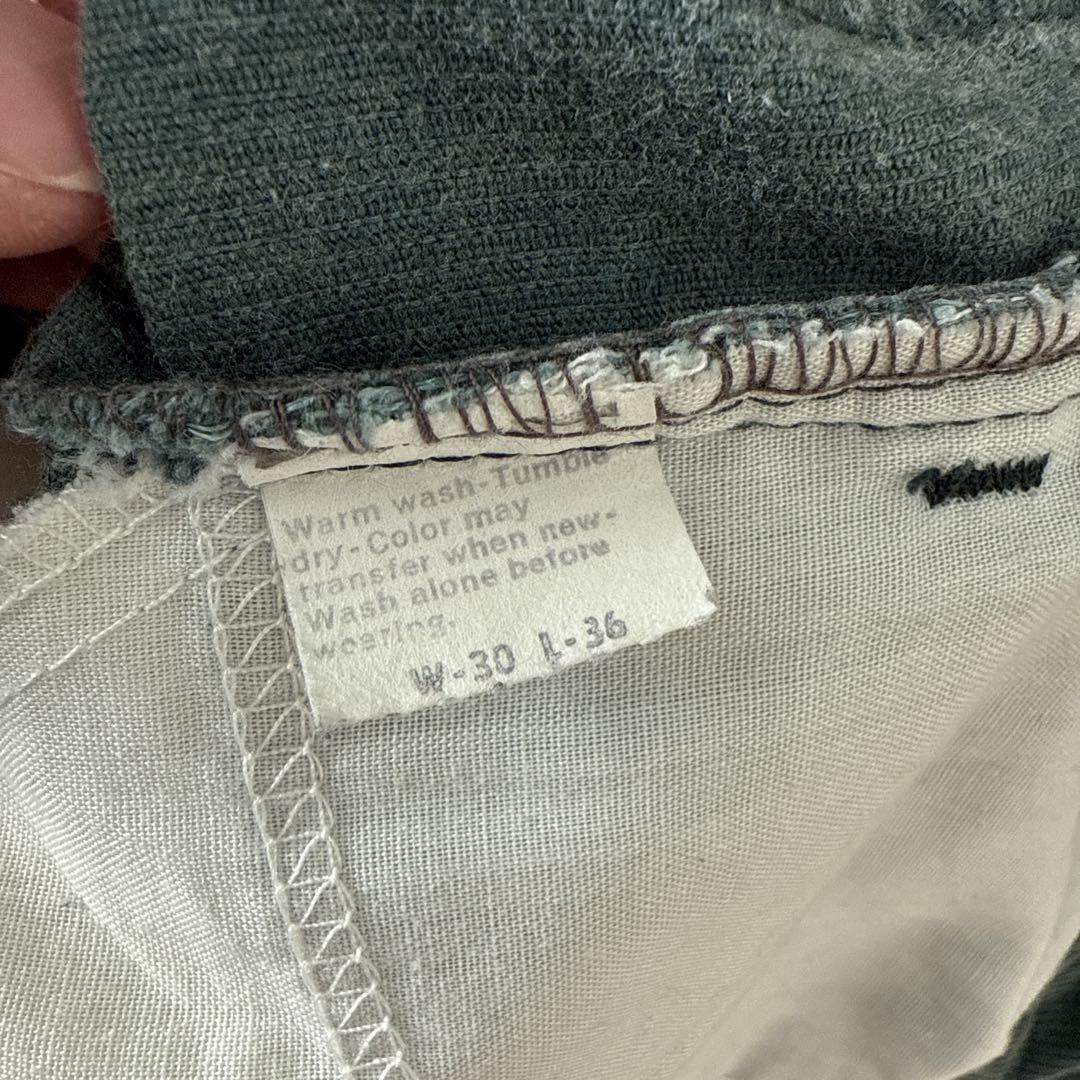 Warm wash-Tumble
dry-Color may
transfer when new-
Wash alone before
wearing.
W-30 L-36